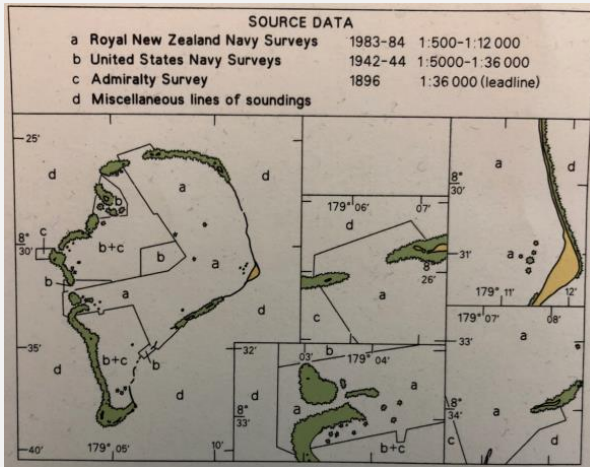 SOURCE DATA
a Royal New Zealand Navy Surveys 1983-84 1:500-1:12 000
b United States Navy Surveys 1942-44 1:5000-1:36 000
c Admiralty Survey 1896 1:36 000 (leadline)
d Miscellaneous lines of soundings
25'
d
d
a
b
c
8°
30'
b+c
b
a
b
a
d
35'
b+c
b
d
d
40'
179° 05'
10'
d
179° 06'
07'
a
8°
26'
c
a
d
8°
30'
a
31'
179° 11'
12'
32'
03'
b
179° 04'
a
a
8°
33'
b+c
179° 07'
08'
33'
a
8°
34'
a
c
d